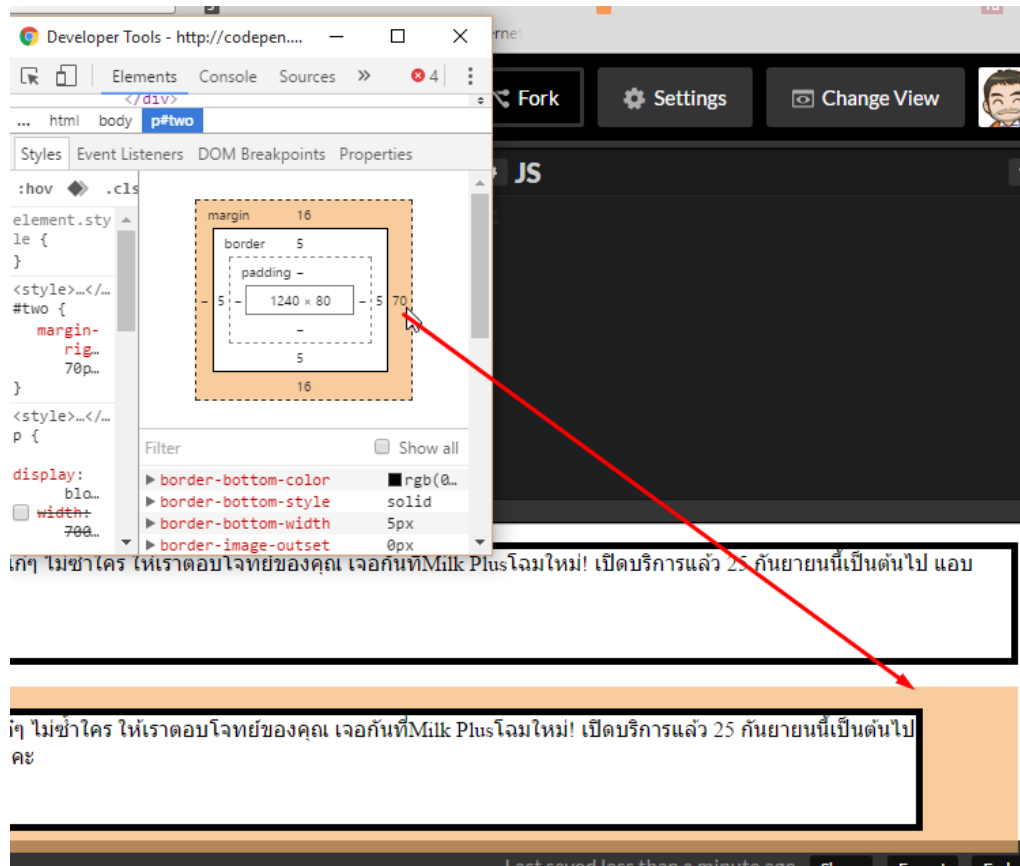 Developer Tools - http://codepen....
Elements Console Sources » 4
</div>
... html body p#two
Styles Event Listeners DOM Breakpoints Properties
:hov .cls
element.sty
le {
}
<style>…</…
#two {
margin-
rig…
70p…
}
<style>…</…
p {
display:
blo…
width:
700…
margin 16
border 5
padding –
– 5 – 1240 × 80 – 5 70
–
5
16
Filter Show all
border-bottom-color rgb(0…
border-bottom-style solid
border-bottom-width 5px
border-image-outset 0px
Fork Settings Change View
JS
ไม่ซ้ำใคร ให้เราตอบโจทย์ของคุณ เจอกันที่Milk Plusโฉมใหม่! เปิดบริการแล้ว 25 กันยายนนี้เป็นต้นไป แอบ
ไม่ซ้ำใคร ให้เราตอบโจทย์ของคุณ เจอกันที่Milk Plusโฉมใหม่! เปิดบริการแล้ว 25 กันยายนนี้เป็นต้นไป
คะ
Last saved less than a minute ago